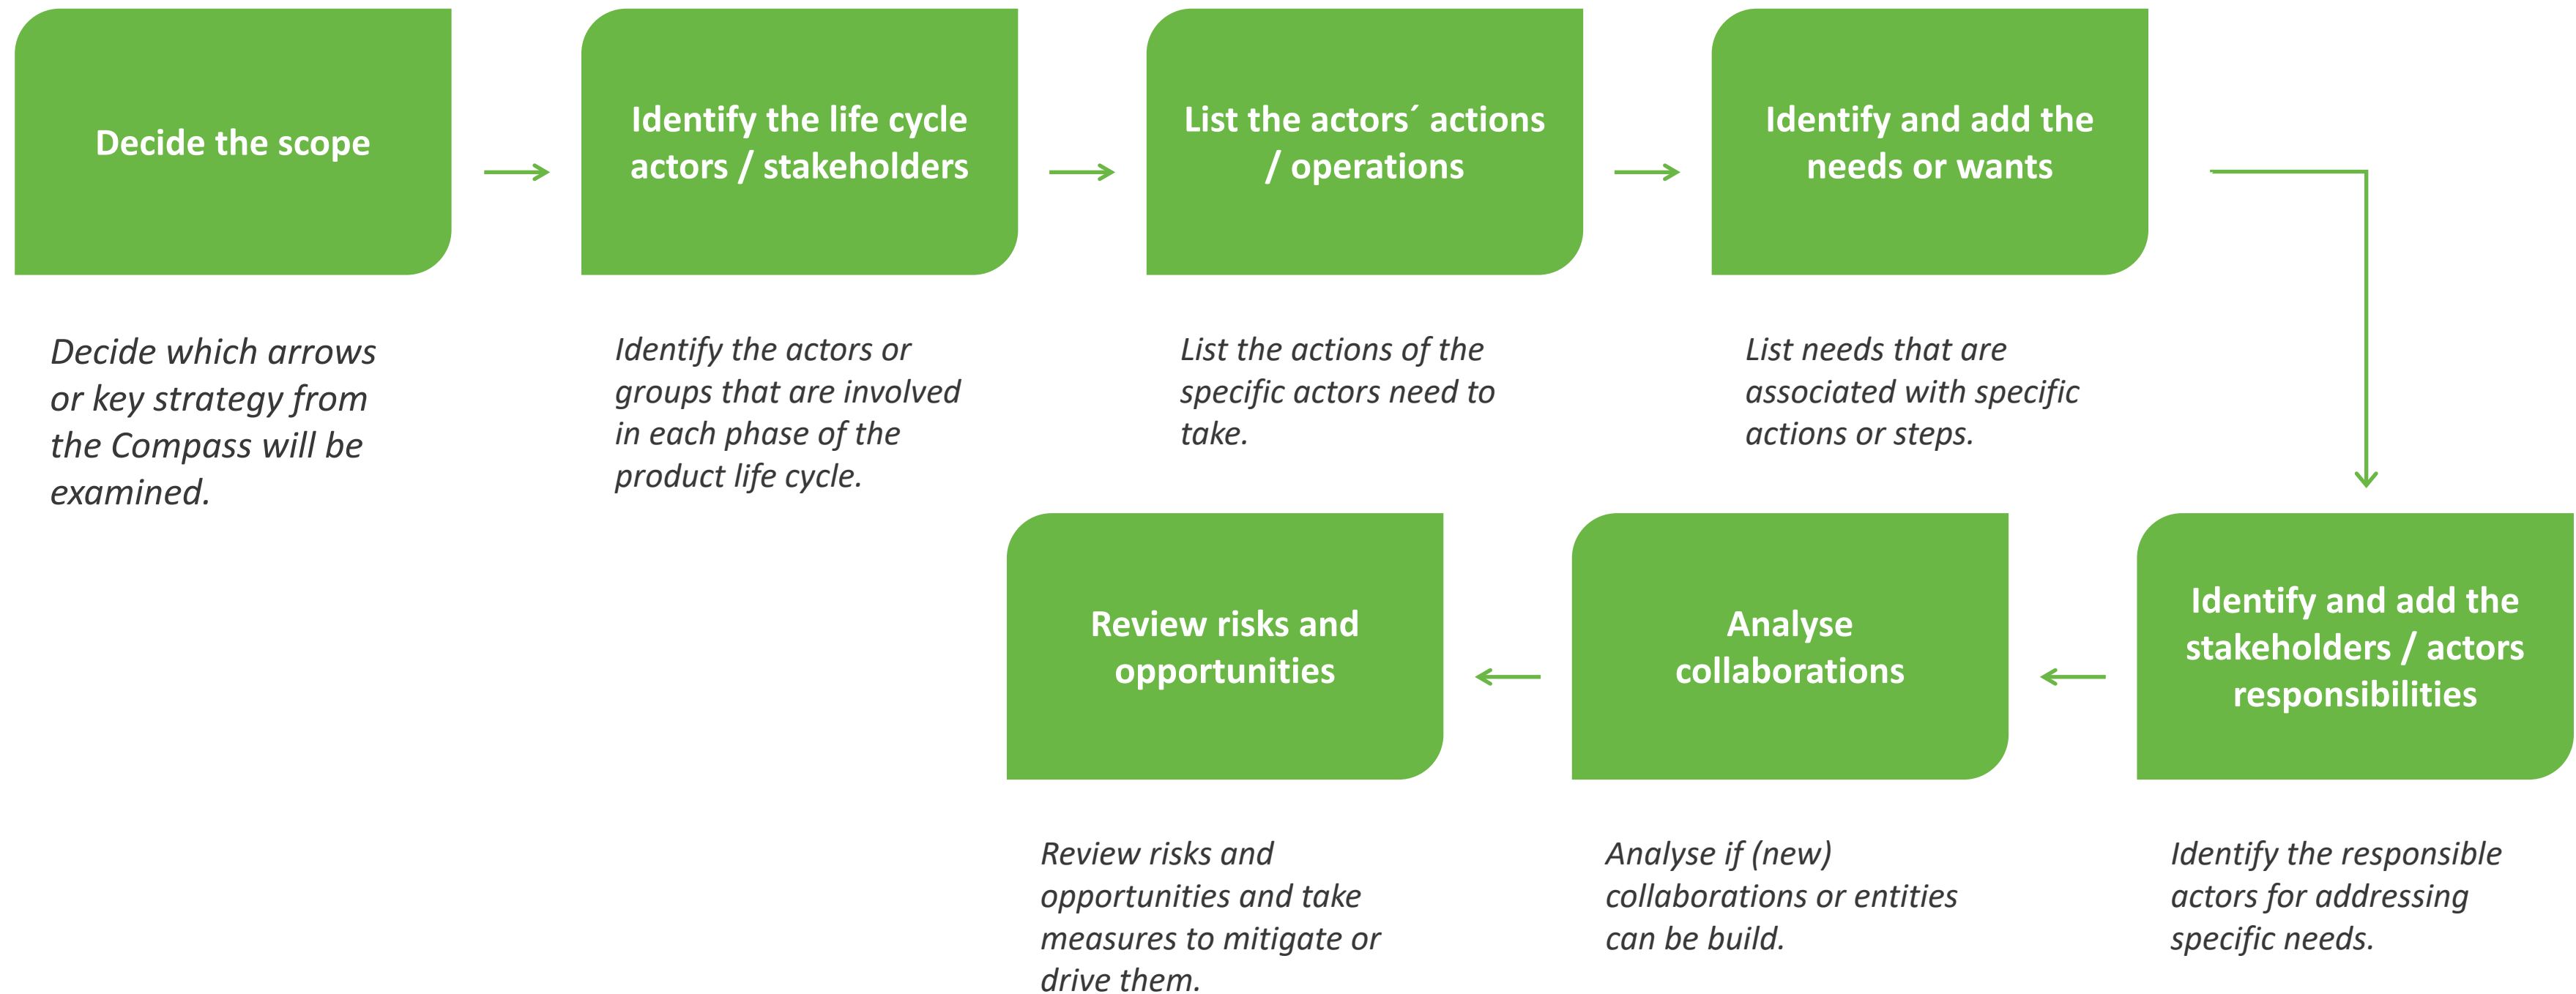 Decide the scope
Decide which arrows
or key strategy from
the Compass will be
examined.
Identify the life cycle
actors / stakeholders
Identify the actors or
groups that are involved
in each phase of the
product life cycle.
List the actors´ actions
/ operations
List the actions of the
specific actors need to
take.
Identify and add the
needs or wants
List needs that are
associated with specific
actions or steps.
Identify and add the
stakeholders / actors
responsibilities
Identify the responsible
actors for addressing
specific needs.
Analyse
collaborations
Analyse if (new)
collaborations or entities
can be build.
Review risks and
opportunities
Review risks and
opportunities and take
measures to mitigate or
drive them.